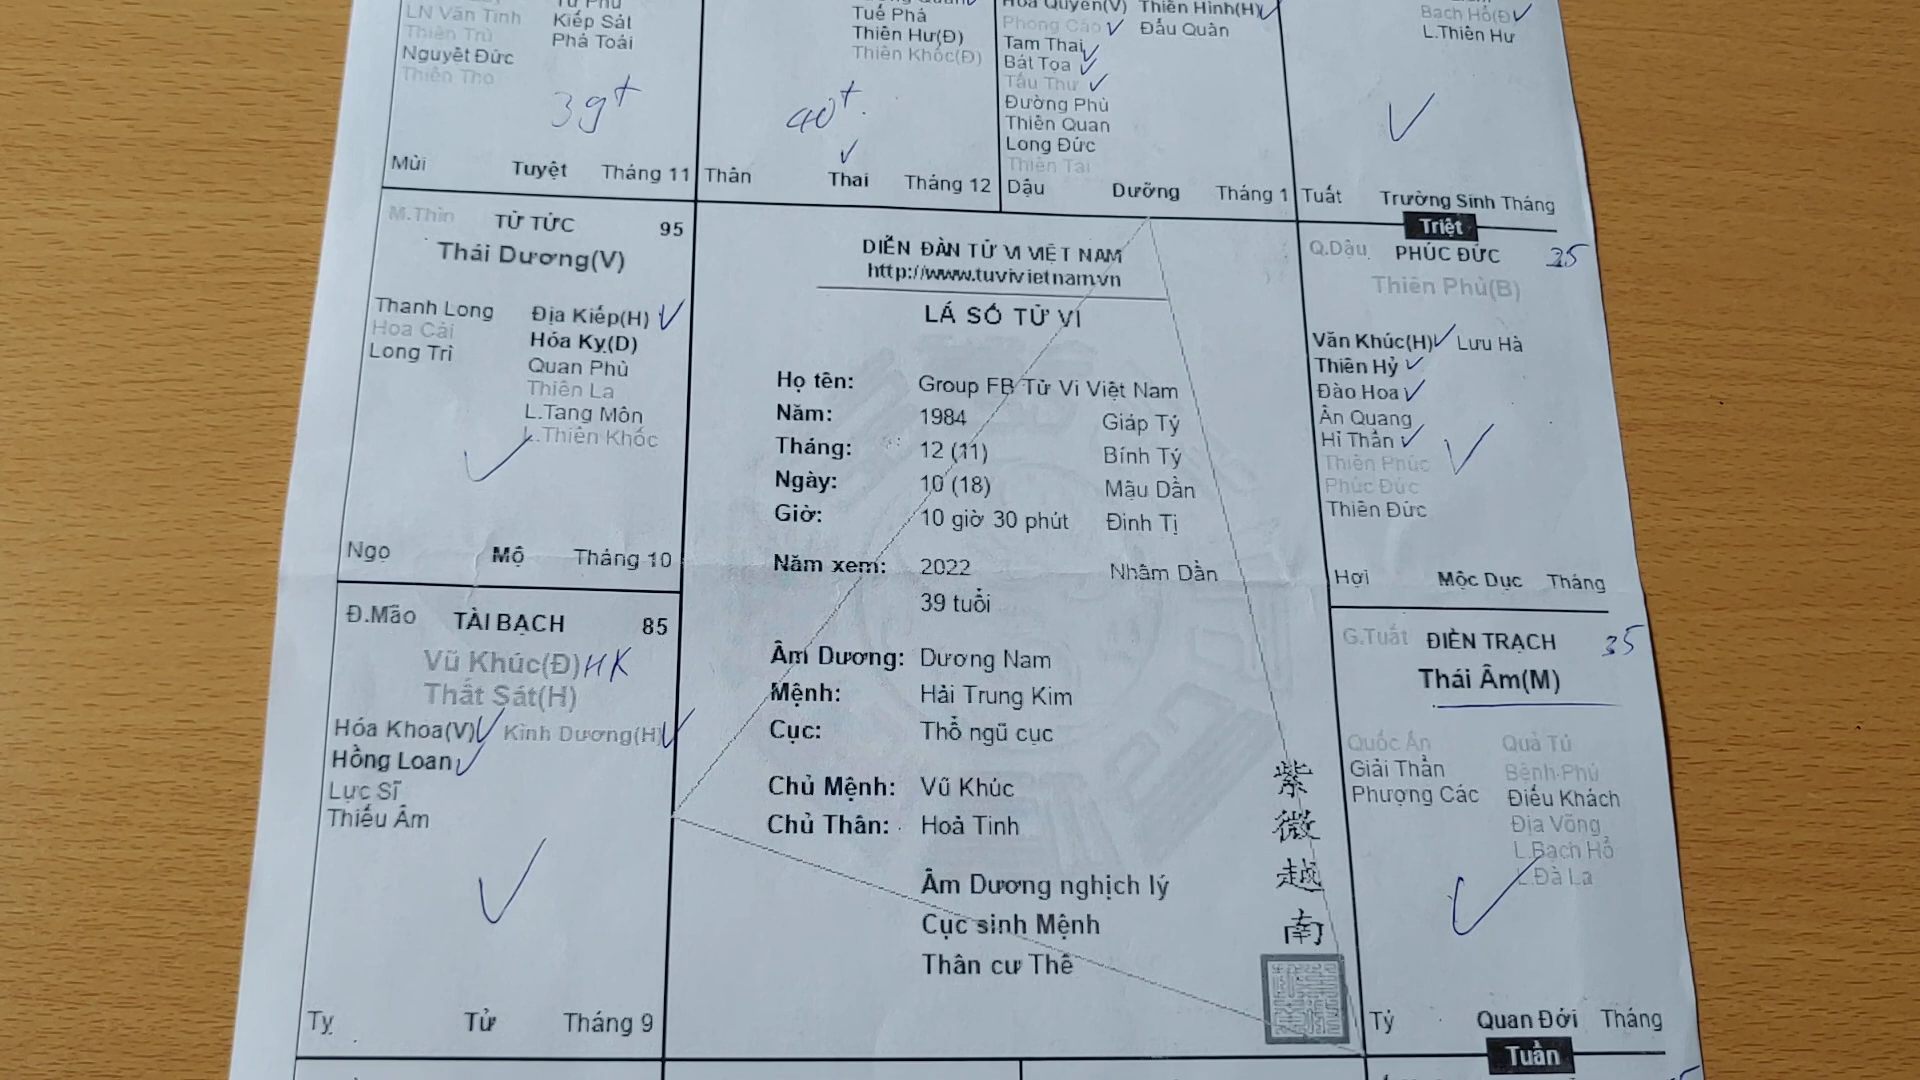 LN Văn Tinh
Thiên Trù
Nguyệt Đức
Thiên Thọ
Kiếp Sát
Phá Toái
39+
Mùi Tuyệt Tháng 11
Tuế Phá
Thiên Hư(Đ)
Thiên Khốc(Đ)
40+
Thân Thai Tháng 12
Hóa Quyền(V) Thiên Hình(H)
Phong Cáo Đẩu Quân
Tam Thai
Bát Tọa
Tấu Thư
Đường Phù
Thiên Quan
Long Đức
Thiên Tài
Dậu Dưỡng Tháng 1
Bạch Hổ(Đ)
L.Thiên Hư
Tuất Trường Sinh Tháng
Triệt
M.Thìn TỬ TỨC 95
Thái Dương(V)
Thanh Long Địa Kiếp(H)
Hoa Cái Hóa Kỵ(D)
Long Trì Quan Phù
Thiên La
L.Tang Môn
L.Thiên Khốc
Ngọ Mộ Tháng 10
Đ.Mão TÀI BẠCH 85
Vũ Khúc(Đ) HK
Thất Sát(H)
Hóa Khoa(V) Kình Dương(H)
Hồng Loan
Lực Sĩ
Thiếu Âm
Tỵ Tử Tháng 9
DIỄN ĐÀN TỬ VI VIỆT NAM
http://www.tuvivietnam.vn
LÁ SỐ TỬ VI
Họ tên: Group FB Tử Vi Việt Nam
Năm: 1984 Giáp Tý
Tháng: 12 (11) Bính Tý
Ngày: 10 (18) Mậu Dần
Giờ: 10 giờ 30 phút Đinh Tị
Năm xem: 2022 Nhâm Dần
39 tuổi
Âm Dương: Dương Nam
Mệnh: Hải Trung Kim
Cục: Thổ ngũ cục
Chủ Mệnh: Vũ Khúc
Chủ Thân: Hoả Tinh
Âm Dương nghịch lý
Cục sinh Mệnh
Thân cư Thê
紫
微
越
南
Q.Dậu PHÚC ĐỨC 35
Thiên Phủ(B)
Văn Khúc(H) Lưu Hà
Thiên Hỷ
Đào Hoa
Ân Quang
Hỉ Thần
Thiên Phúc
Phúc Đức
Thiên Đức
Hợi Mộc Dục Tháng
G.Tuất ĐIỀN TRẠCH 35
Thái Âm(M)
Quốc Ấn Quả Tú
Giải Thần Bệnh Phù
Phượng Các Điếu Khách
Địa Võng
L.Bạch Hổ
L.Đà La
Tý Quan Đới Tháng
Tuần